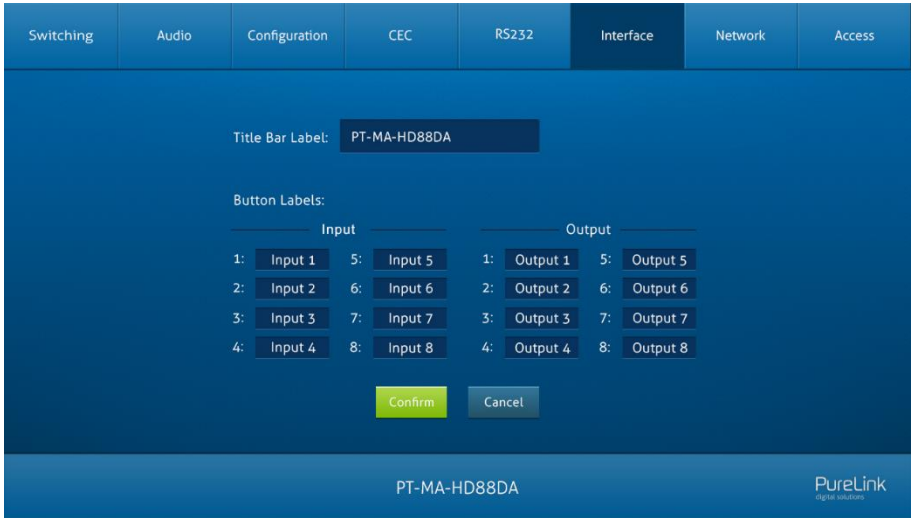 Switching Audio Configuration CEC RS232 Interface Network Access
Title Bar Label: PT-MA-HD88DA
Button Labels:
Input Output
1: Input 1 5: Input 5 1: Output 1 5: Output 5
2: Input 2 6: Input 6 2: Output 2 6: Output 6
3: Input 3 7: Input 7 3: Output 3 7: Output 7
4: Input 4 8: Input 8 4: Output 4 8: Output 8
Confirm Cancel
PT-MA-HD88DA
PureLink
digital solutions